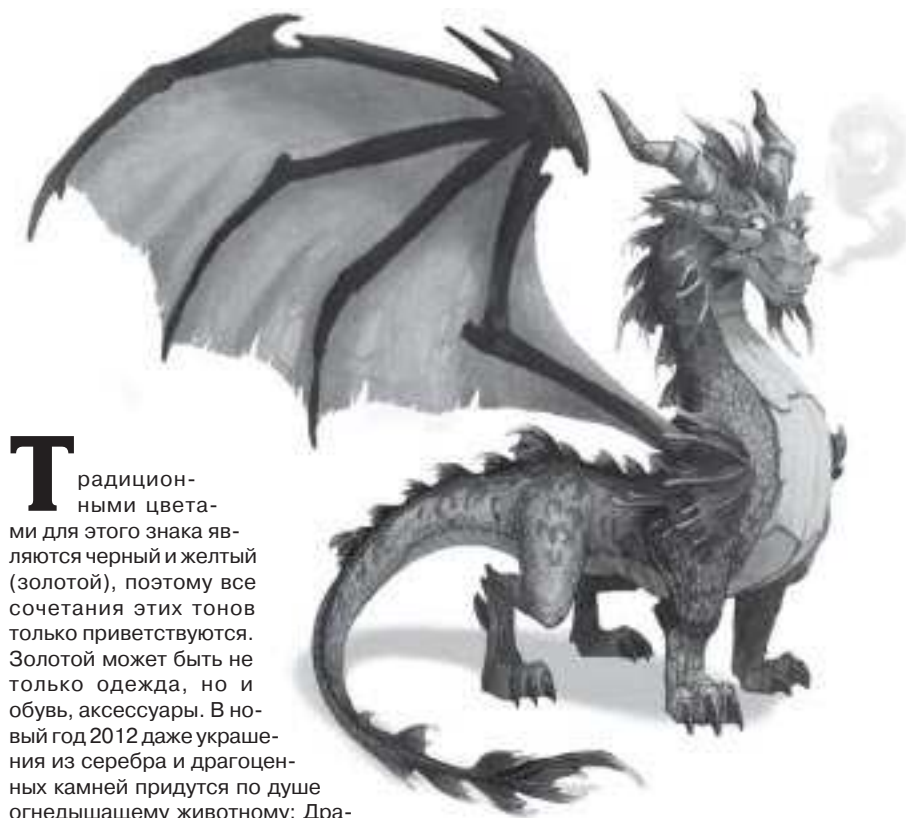 Традицион-
ными цвета-
ми для этого знака яв-
ляются черный и желтый
(золотой), поэтому все
сочетания этих тонов
только приветствуются.
Золотой может быть не
только одежда, но и
обувь, аксессуары. В но-
вый год 2012 даже украше-
ния из серебра и драгоцен-
ных камней придутся по душе
огнедышащему животному: Дра-